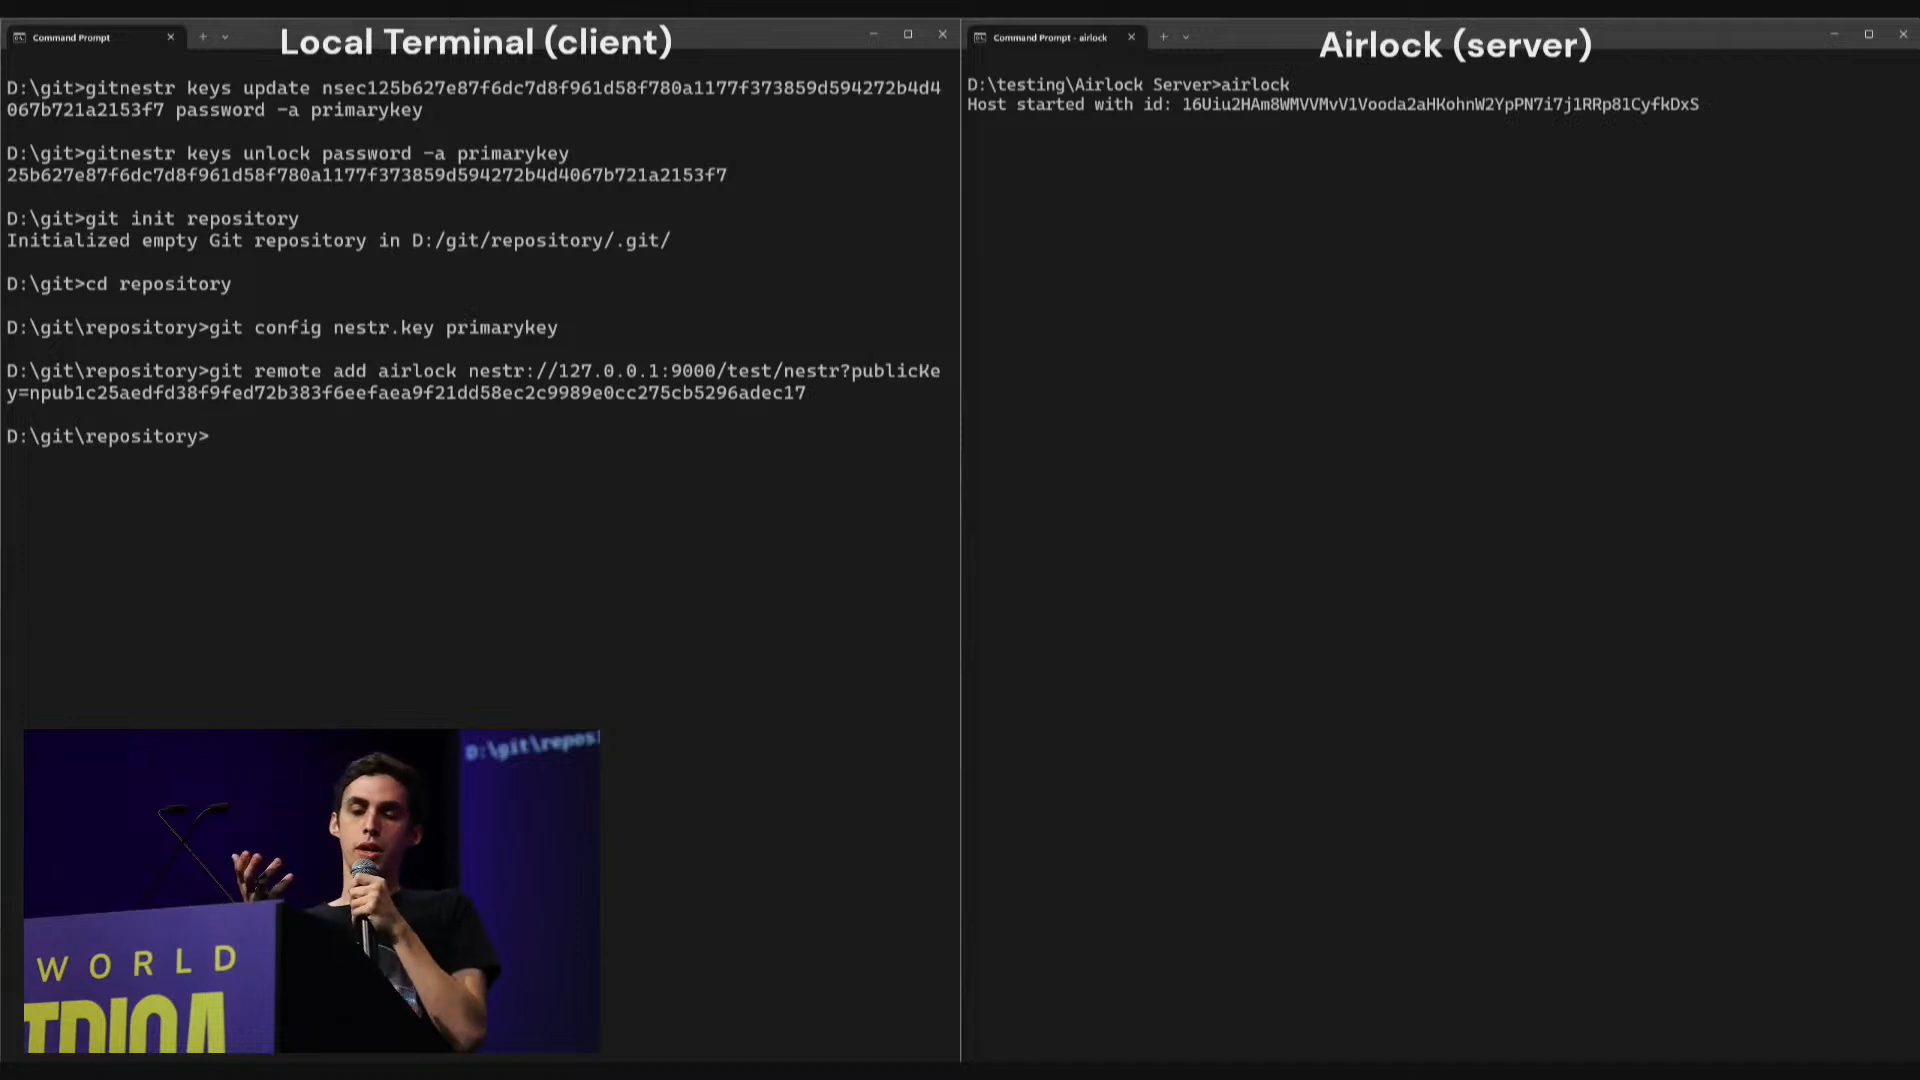 Command Prompt
Local Terminal (client)
D:\git>gitnestr keys update nsec125b627e87f6dc7d8f961d58f780a1177f373859d594272b4d4
067b721a2153f7 password -a primarykey
D:\git>gitnestr keys unlock password -a primarykey
25b627e87f6dc7d8f961d58f780a1177f373859d594272b4d4067b721a2153f7
D:\git>git init repository
Initialized empty Git repository in D:/git/repository/.git/
D:\git>cd repository
D:\git\repository>git config nestr.key primarykey
D:\git\repository>git remote add airlock nestr://127.0.0.1:9000/test/nestr?publicKe
y=npub1c25aedfd38f9fed72b383f6eefaea9f21dd58ec2c9989e0cc275cb5296adec17
D:\git\repository>
Command Prompt - airlock
Airlock (server)
D:\testing\Airlock Server>airlock
Host started with id: 16Uiu2HAm8WMVVMvV1Vooda2aHKohnW2YpPN7i7j1RRp81CyfkDxS
D:\git\repos
WORLD